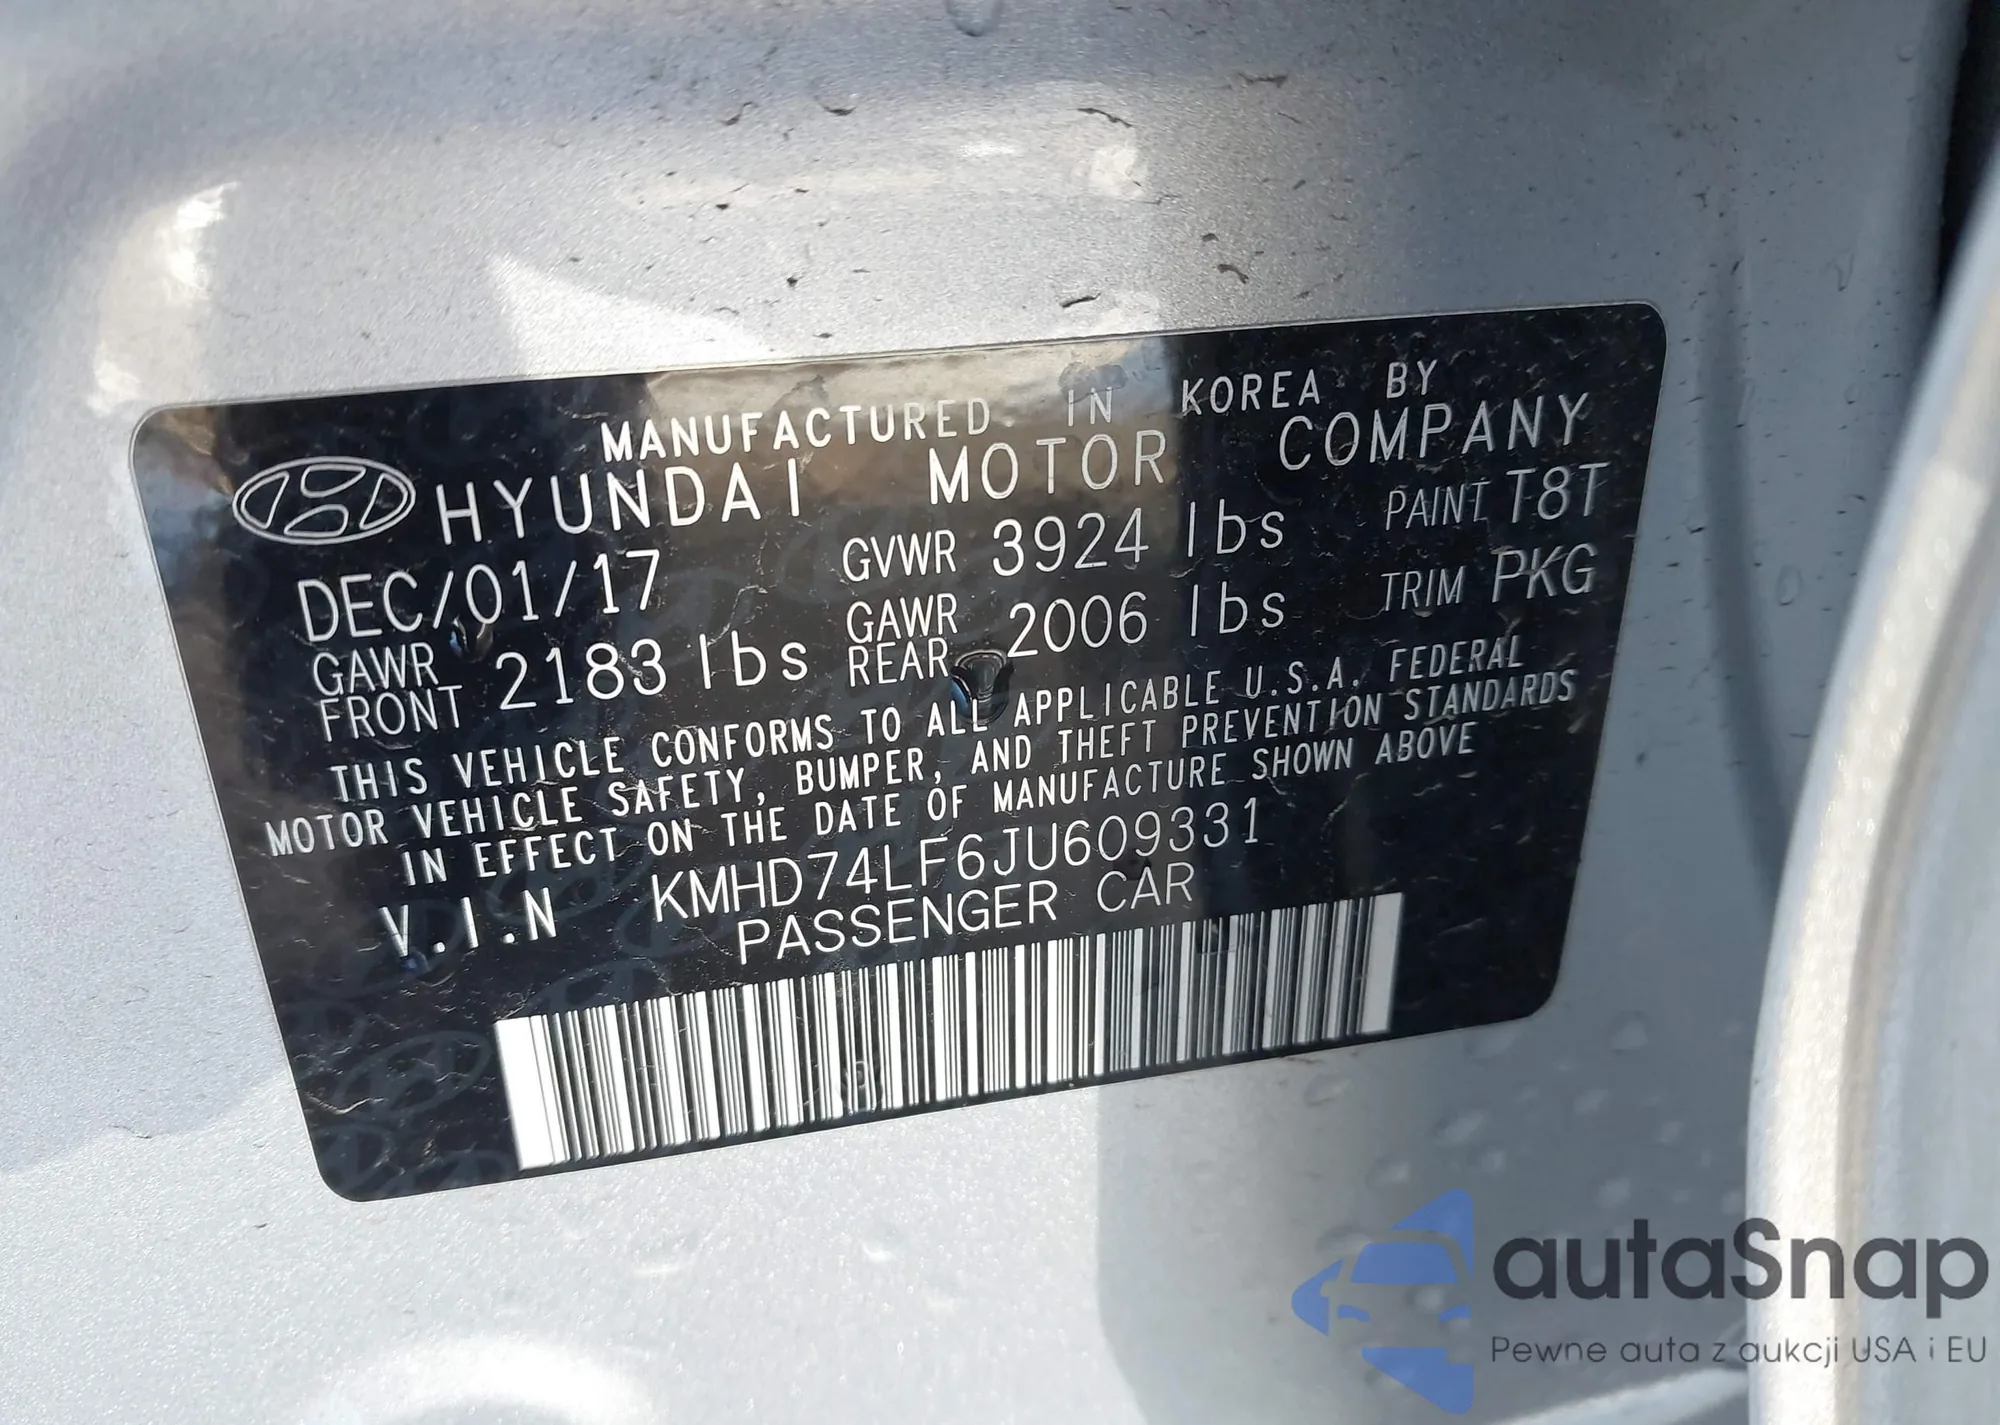 MANUFACTURED IN KOREA BY
HYUNDAI MOTOR COMPANY
DEC/01/17 GVWR 3924 lbs PAINT T8T
GAWR FRONT 2183 lbs GAWR REAR 2006 lbs TRIM PKG
THIS VEHICLE CONFORMS TO ALL APPLICABLE U.S.A. FEDERAL
MOTOR VEHICLE SAFETY, BUMPER, AND THEFT PREVENTION STANDARDS
IN EFFECT ON THE DATE OF MANUFACTURE SHOWN ABOVE
V.I.N KMHD74LF6JU609331
PASSENGER CAR
autaSnap
Pewne auta z aukcji USA i EU